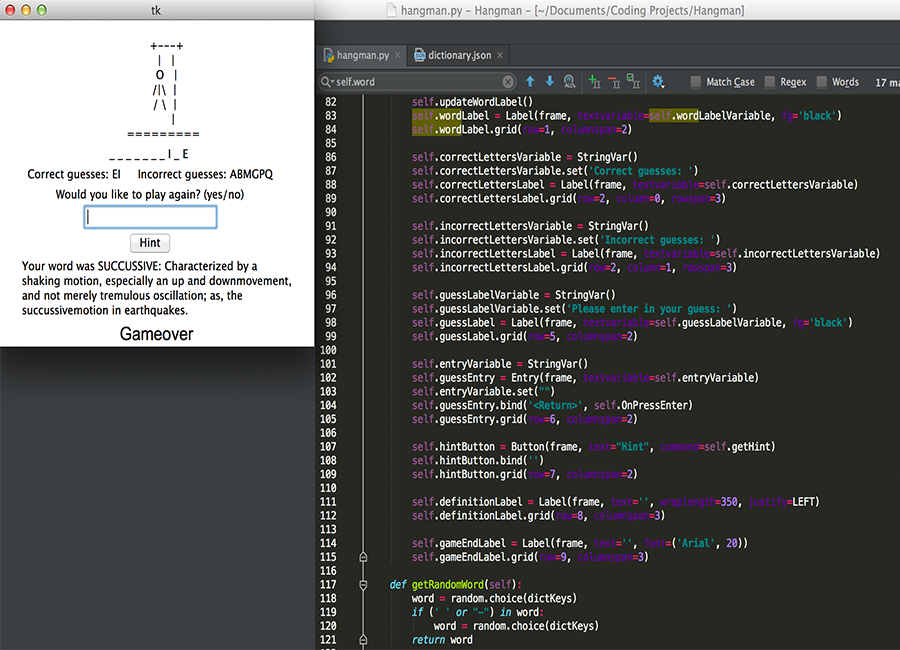 tk
hangman.py – Hangman – [~/Documents/Coding Projects/Hangman]
hangman.py
dictionary.json
self.word
Match Case
Regex
Words
17 ma
+---+
| |
O |
/|\ |
/ \ |
|
=========
_ _ _ _ _ _ _ I _ E
Correct guesses: EI Incorrect guesses: ABMGPQ
Would you like to play again? (yes/no)
Hint
Your word was SUCCUSSIVE: Characterized by a
shaking motion, especially an up and downmovement,
and not merely tremulous oscillation; as, the
succussivemotion in earthquakes.
Gameover
82 self.updateWordLabel()
83 self.wordLabel = Label(frame, textvariable=self.wordLabelVariable, fg='black')
84 self.wordLabel.grid(row=1, columnspan=2)
85
86 self.correctLettersVariable = StringVar()
87 self.correctLettersVariable.set('Correct guesses: ')
88 self.correctLettersLabel = Label(frame, textvariable=self.correctLettersVariable)
89 self.correctLettersLabel.grid(row=2, column=0, rowspan=3)
90
91 self.incorrectLettersVariable = StringVar()
92 self.incorrectLettersVariable.set('Incorrect guesses: ')
93 self.incorrectLettersLabel = Label(frame, textvariable=self.incorrectLettersVariable)
94 self.incorrectLettersLabel.grid(row=2, column=1, rowspan=3)
95
96 self.guessLabelVariable = StringVar()
97 self.guessLabelVariable.set('Please enter in your guess: ')
98 self.guessLabel = Label(frame, textvariable=self.guessLabelVariable, fg='black')
99 self.guessLabel.grid(row=5, columnspan=2)
100
101 self.entryVariable = StringVar()
102 self.guessEntry = Entry(frame, textvariable=self.entryVariable)
103 self.entryVariable.set("")
104 self.guessEntry.bind('<Return>', self.OnPressEnter)
105 self.guessEntry.grid(row=6, columnspan=2)
106
107 self.hintButton = Button(frame, text="Hint", command=self.getHint)
108 self.hintButton.bind('')
109 self.hintButton.grid(row=7, columnspan=2)
110
111 self.definitionLabel = Label(frame, text='', wraplength=350, justify=LEFT)
112 self.definitionLabel.grid(row=8, columnspan=3)
113
114 self.gameEndLabel = Label(frame, text='', font=('Arial', 20))
115 self.gameEndLabel.grid(row=9, columnspan=3)
116
117 def getRandomWord(self):
118 word = random.choice(dictKeys)
119 if (' ' or "-") in word:
120 word = random.choice(dictKeys)
121 return word